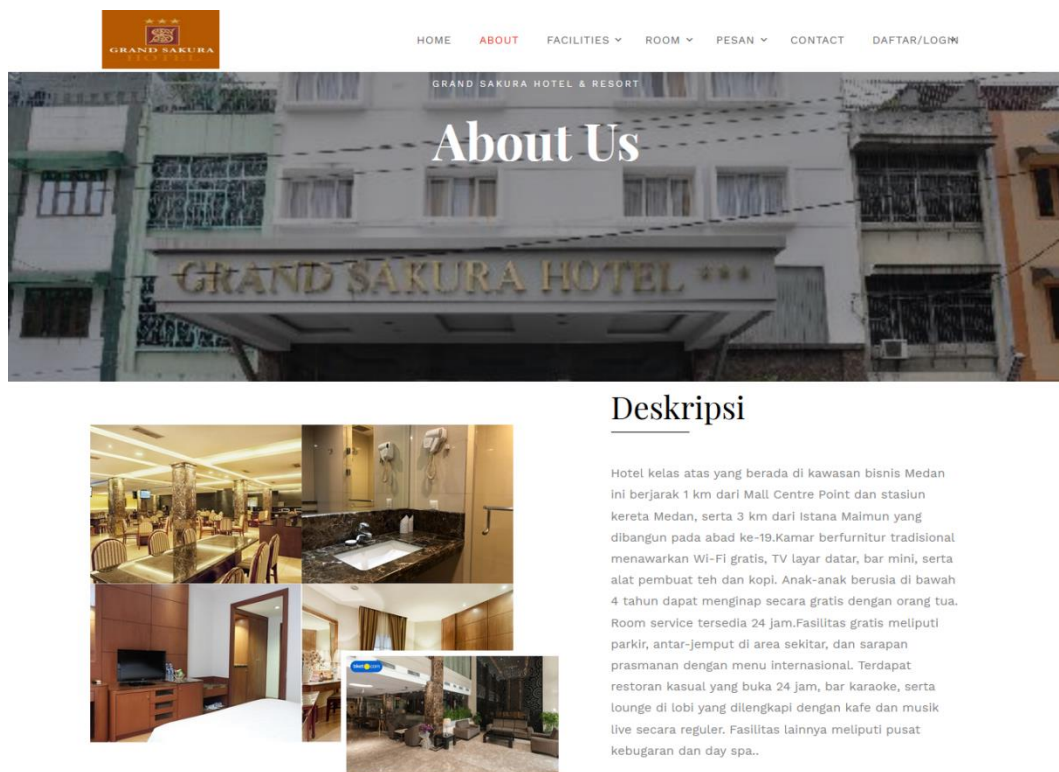 GRAND SAKURA
HOTEL
HOME ABOUT FACILITIES ROOM PESAN CONTACT DAFTAR/LOGIN
GRAND SAKURA HOTEL & RESORT
About Us
GRAND SAKURA HOTEL ***
Deskripsi
Hotel kelas atas yang berada di kawasan bisnis Medan
ini berjarak 1 km dari Mall Centre Point dan stasiun
kereta Medan, serta 3 km dari Istana Maimun yang
dibangun pada abad ke-19.Kamar berfurnitur tradisional
menawarkan Wi-Fi gratis, TV layar datar, bar mini, serta
alat pembuat teh dan kopi. Anak-anak berusia di bawah
4 tahun dapat menginap secara gratis dengan orang tua.
Room service tersedia 24 jam.Fasilitas gratis meliputi
parkir, antar-jemput di area sekitar, dan sarapan
prasmanan dengan menu internasional. Terdapat
restoran kasual yang buka 24 jam, bar karaoke, serta
lounge di lobi yang dilengkapi dengan kafe dan musik
live secara reguler. Fasilitas lainnya meliputi pusat
kebugaran dan day spa..